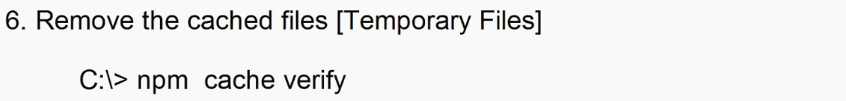 6. Remove the cached files [Temporary Files]
C:\> npm  cache verify